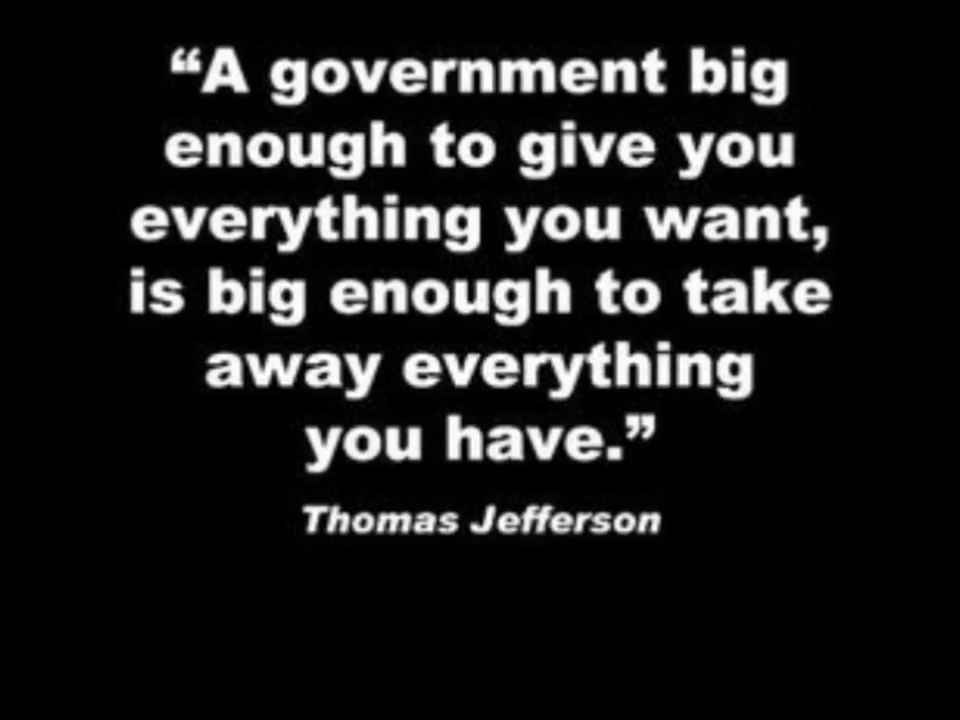 “A government big
enough to give you
everything you want,
is big enough to take
away everything
you have.”
Thomas Jefferson